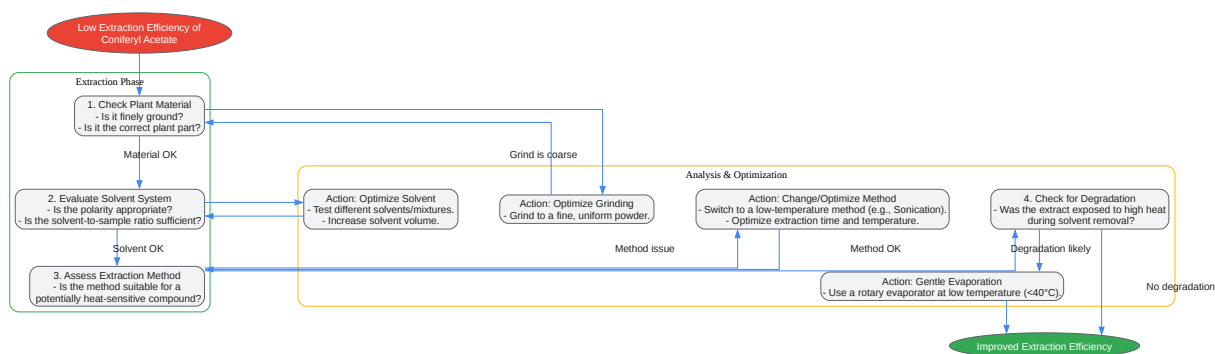 Low Extraction Efficiency of
Coniferyl Acetate
Extraction Phase
1. Check Plant Material
- Is it finely ground?
- Is it the correct plant part?
Material OK
Grind is coarse
Analysis & Optimization
2. Evaluate Solvent System
- Is the polarity appropriate?
- Is the solvent-to-sample ratio sufficient?
Action: Optimize Solvent
- Test different solvents/mixtures.
- Increase solvent volume.
Action: Optimize Grinding
- Grind to a fine, uniform powder.
Action: Change/Optimize Method
- Switch to a low-temperature method (e.g., Sonication).
- Optimize extraction time and temperature.
4. Check for Degradation
- Was the extract exposed to high heat
during solvent removal?
Solvent OK
Method issue
Method OK
Degradation likely
3. Assess Extraction Method
- Is the method suitable for a
potentially heat-sensitive compound?
Action: Gentle Evaporation
- Use a rotary evaporator at low temperature (<40°C).
No degradation
Improved Extraction Efficiency